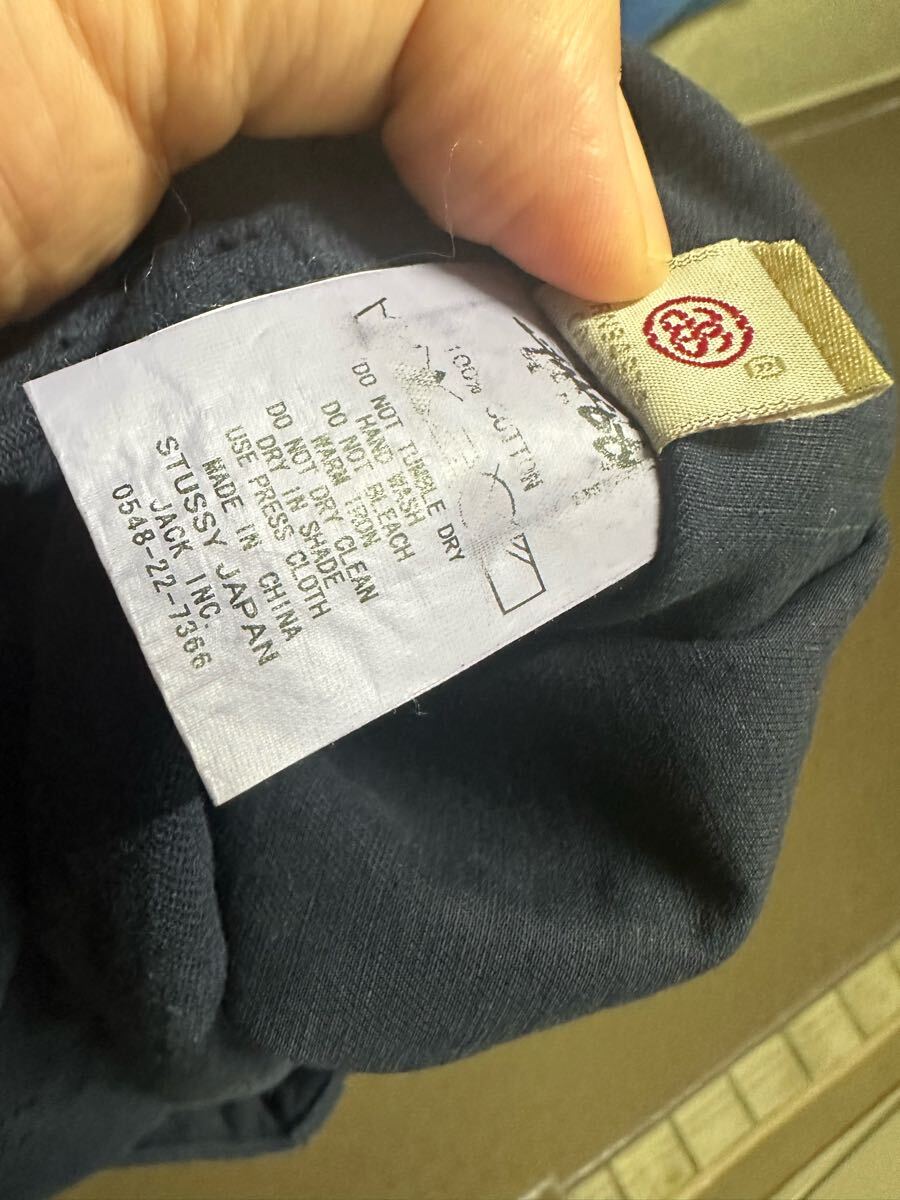 100% COTTON
DO NOT TUMBLE DRY
HAND WASH
DO NOT BLEACH
WARM IRON
DO NOT DRY CLEAN
DRY IN SHADE
USE PRESS CLOTH
MADE IN CHINA
STUSSY JAPAN
JACK INC.
0548-22-7366
®